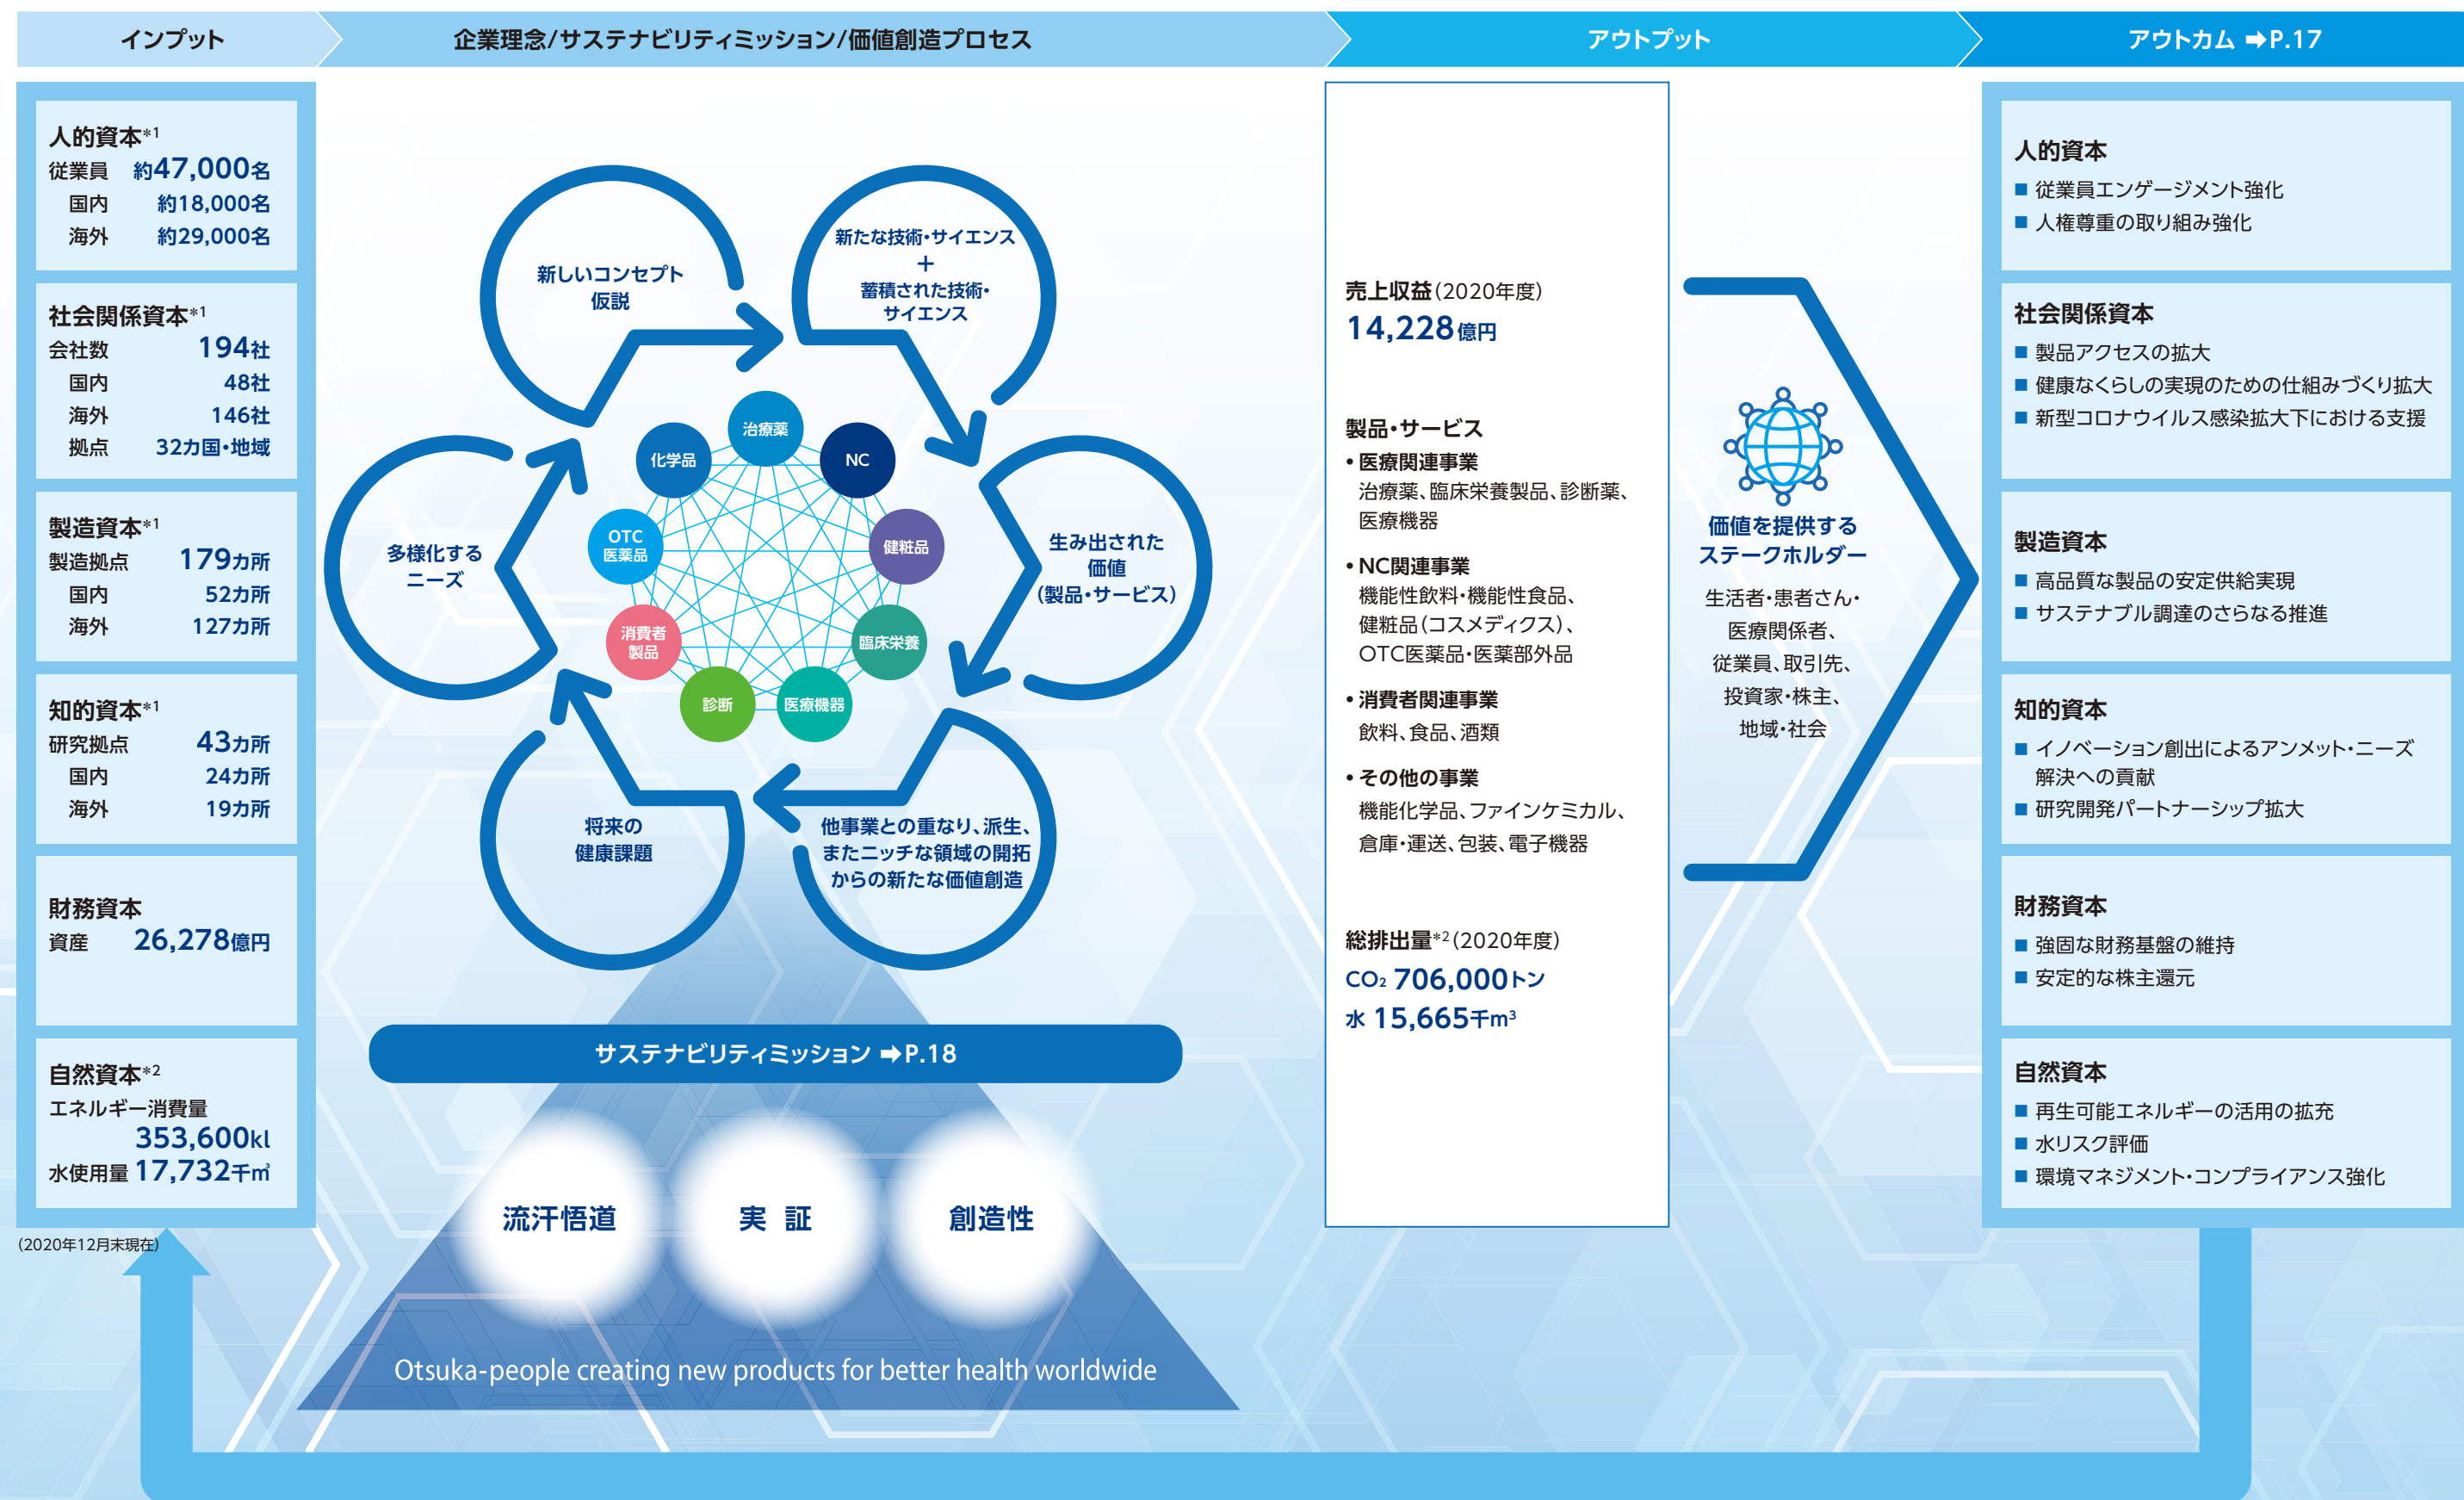 インプット
企業理念/サステナビリティミッション/価値創造プロセス
アウトプット
アウトカム ➡P.17
人的資本*1
従業員 約47,000名
国内 約18,000名
海外 約29,000名
社会関係資本*1
会社数 194社
国内 48社
海外 146社
拠点 32カ国・地域
製造資本*1
製造拠点 179カ所
国内 52カ所
海外 127カ所
知的資本*1
研究拠点 43カ所
国内 24カ所
海外 19カ所
財務資本
資産 26,278億円
自然資本*2
エネルギー消費量
353,600kl
水使用量 17,732千㎥
(2020年12月末現在)
新しいコンセプト
仮説
新たな技術・サイエンス
+
蓄積された技術・
サイエンス
生み出された
価値
(製品・サービス)
他事業との重なり、派生、
またニッチな領域の開拓
からの新たな価値創造
将来の
健康課題
多様化する
ニーズ
治療薬
NC
健粧品
臨床栄養
医療機器
診断
消費者
製品
OTC
医薬品
化学品
サステナビリティミッション ➡P.18
流汗悟道
実 証
創造性
Otsuka-people creating new products for better health worldwide
売上収益(2020年度)
14,228億円
製品・サービス
・医療関連事業
治療薬、臨床栄養製品、診断薬、
医療機器
・NC関連事業
機能性飲料・機能性食品、
健粧品(コスメディクス)、
OTC医薬品・医薬部外品
・消費者関連事業
飲料、食品、酒類
・その他の事業
機能化学品、ファインケミカル、
倉庫・運送、包装、電子機器
総排出量*2(2020年度)
CO₂ 706,000トン
水 15,665千m³
価値を提供する
ステークホルダー
生活者・患者さん・
医療関係者、
従業員、取引先、
投資家・株主、
地域・社会
人的資本
■ 従業員エンゲージメント強化
■ 人権尊重の取り組み強化
社会関係資本
■ 製品アクセスの拡大
■ 健康なくらしの実現のための仕組みづくり拡大
■ 新型コロナウイルス感染拡大下における支援
製造資本
■ 高品質な製品の安定供給実現
■ サステナブル調達のさらなる推進
知的資本
■ イノベーション創出によるアンメット・ニーズ
解決への貢献
■ 研究開発パートナーシップ拡大
財務資本
■ 強固な財務基盤の維持
■ 安定的な株主還元
自然資本
■ 再生可能エネルギーの活用の拡充
■ 水リスク評価
■ 環境マネジメント・コンプライアンス強化